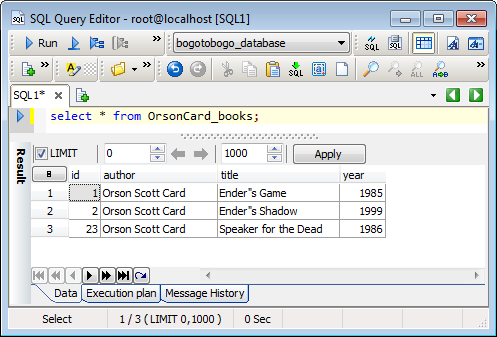 SQL Query Editor - root@localhost [SQL1]
Run bogotobogo_database SQL
SQL ALL A→B
SQL1*
select * from OrsonCard_books;
Result
LIMIT 0 1000 Apply
id author title year
1 1 Orson Scott Card Ender"s Game 1985
2 2 Orson Scott Card Ender"s Shadow 1999
3 23 Orson Scott Card Speaker for the Dead 1986
Data Execution plan Message History
Select 1 / 3 ( LIMIT 0,1000 ) 0 Sec